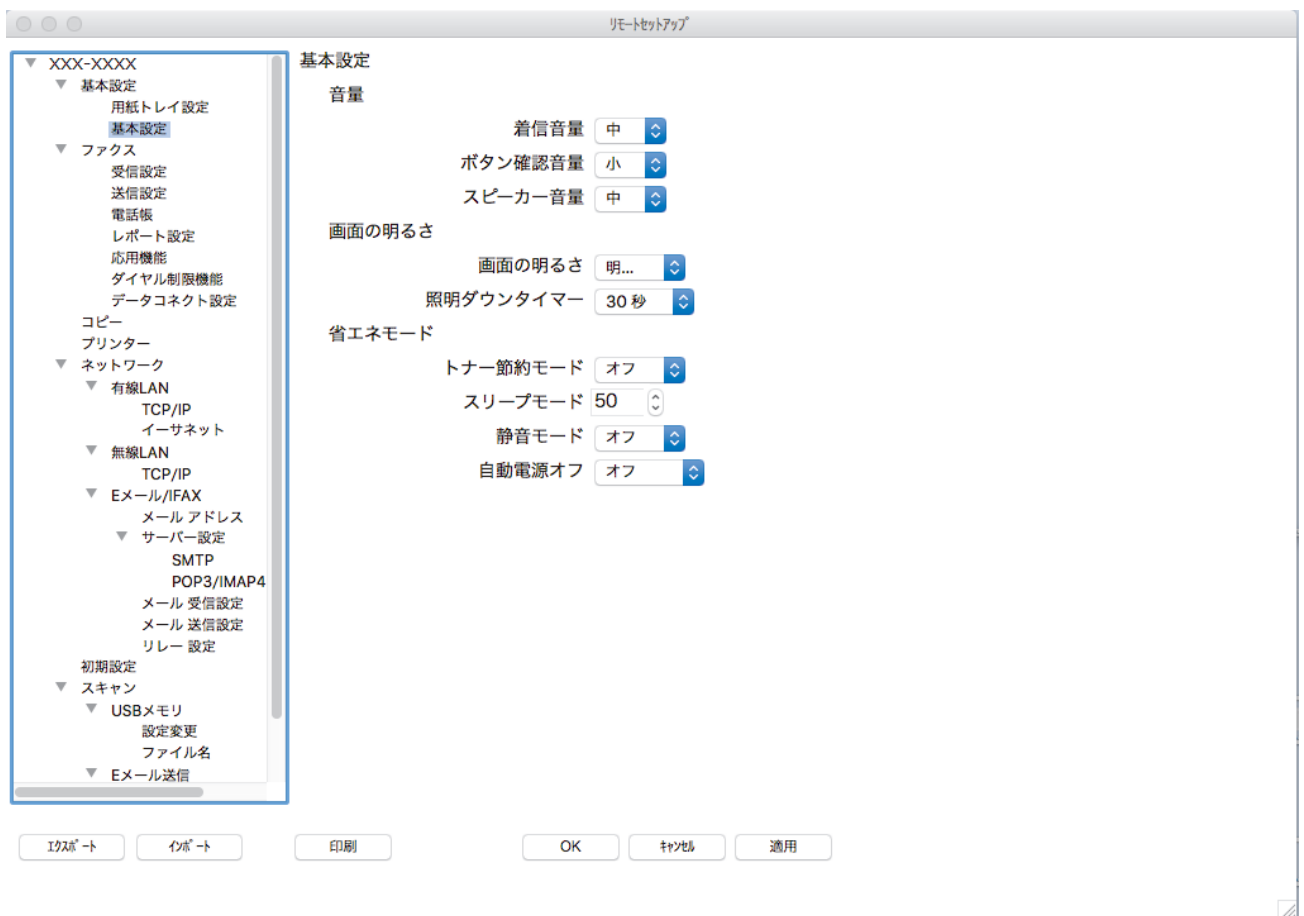 ﾘﾓｰﾄｾｯﾄｱｯﾌﾟ
XXX-XXXX
基本設定
用紙トレイ設定
基本設定
ファクス
受信設定
送信設定
電話帳
レポート設定
応用機能
ダイヤル制限機能
データコネクト設定
コピー
プリンター
ネットワーク
有線LAN
TCP/IP
イーサネット
無線LAN
TCP/IP
Eメール/IFAX
メール アドレス
サーバー設定
SMTP
POP3/IMAP4
メール 受信設定
メール 送信設定
リレー 設定
初期設定
スキャン
USBメモリ
設定変更
ファイル名
Eメール送信
基本設定
音量
着信音量 中
ボタン確認音量 小
スピーカー音量 中
画面の明るさ
画面の明るさ 明...
照明ダウンタイマー 30 秒
省エネモード
トナー節約モード オフ
スリープモード 50
静音モード オフ
自動電源オフ オフ
ｴｸｽﾎﾟｰﾄ ｲﾝﾎﾟｰﾄ 印刷 OK ｷｬﾝｾﾙ 適用